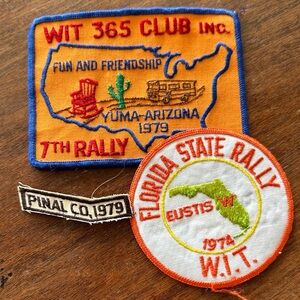 WIT 365 CLUB INC.
FUN AND FRIENDSHIP
YUMA-ARIZONA
1979
7TH RALLY
PINAL CO. 1979
FLORIDA STATE RALLY
EUSTIS W
1974
W.I.T.